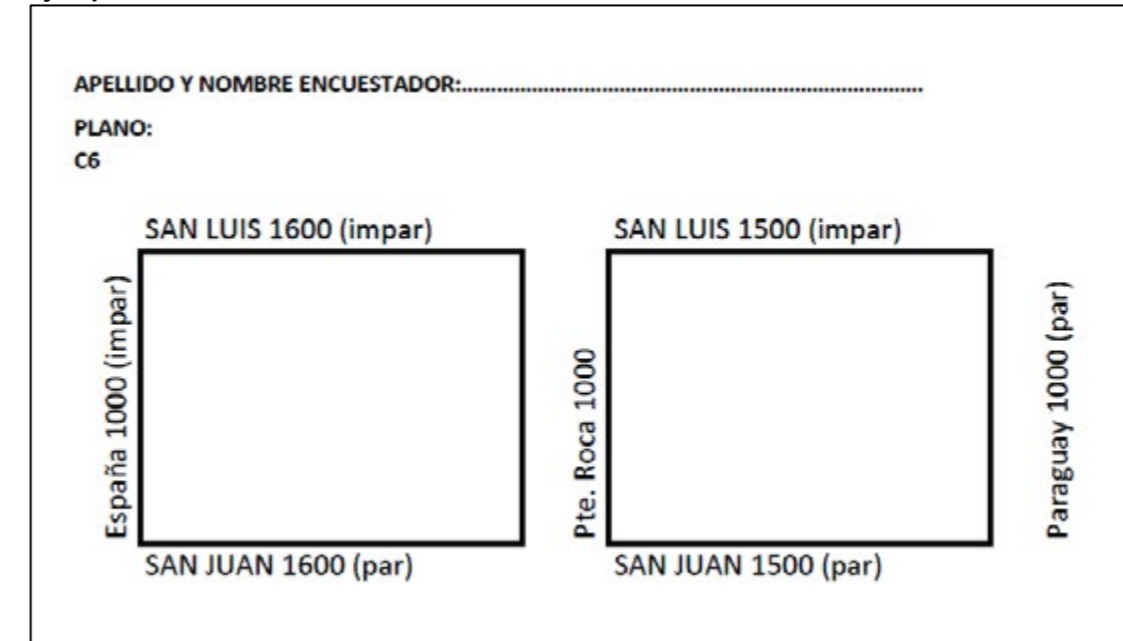 APELLIDO Y NOMBRE ENCUESTADOR:................................................................................
PLANO:
C6
SAN LUIS 1600 (impar)
SAN LUIS 1500 (impar)
España 1000 (impar)
Pte. Roca 1000
Paraguay 1000 (par)
SAN JUAN 1600 (par)
SAN JUAN 1500 (par)